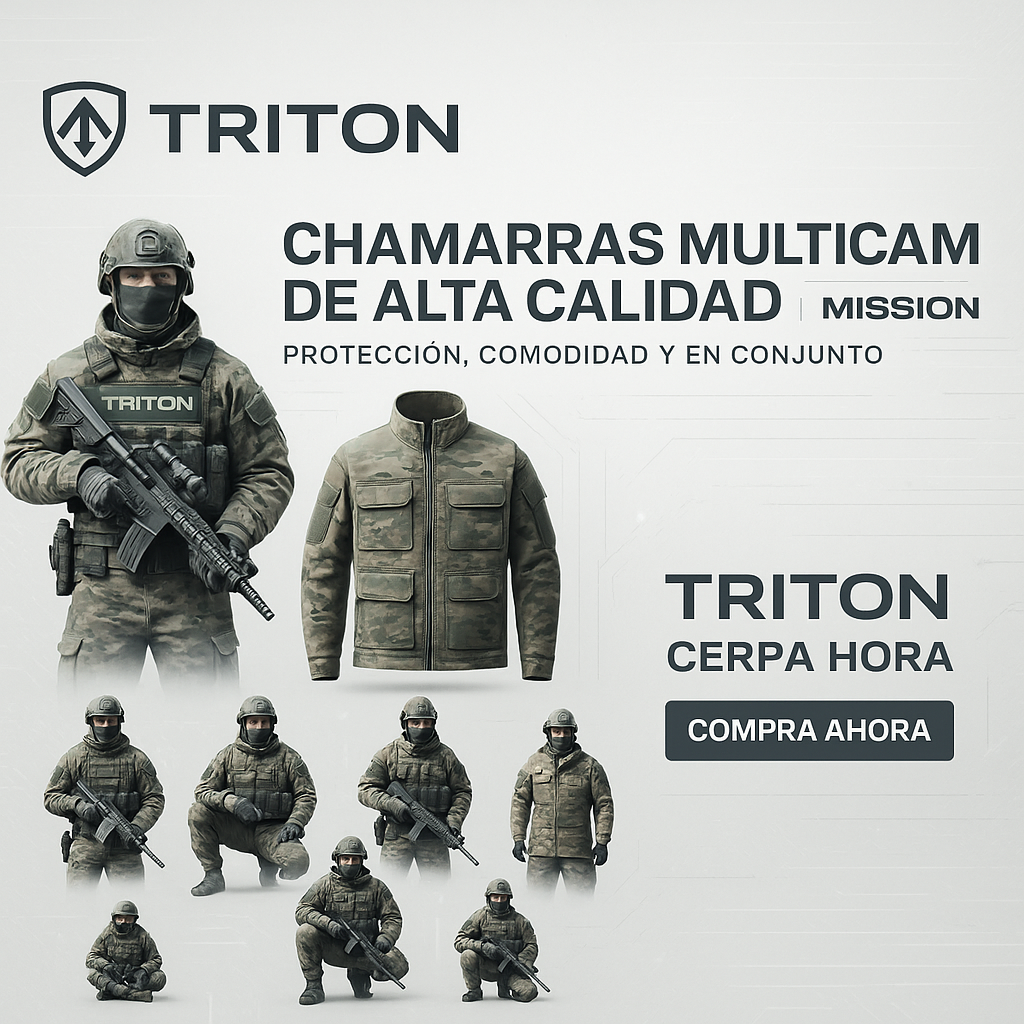 TRITON
CHAMARRAS MULTICAM
DE ALTA CALIDAD | MISSION
PROTECCIÓN, COMODIDAD Y EN CONJUNTO
TRITON
TRITON
CERPA HORA
COMPRA AHORA